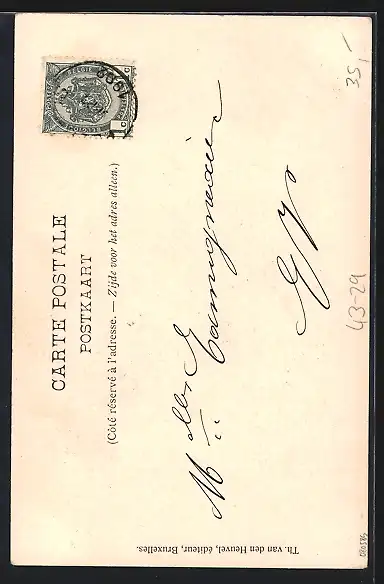 CARTE POSTALE
POSTKAART
(Côté réservé à l'adresse. — Zijde voor het adres alleen.)
Melles
E/V
Th. van den Heuvel, éditeur, Bruxelles.
35,-
43-29